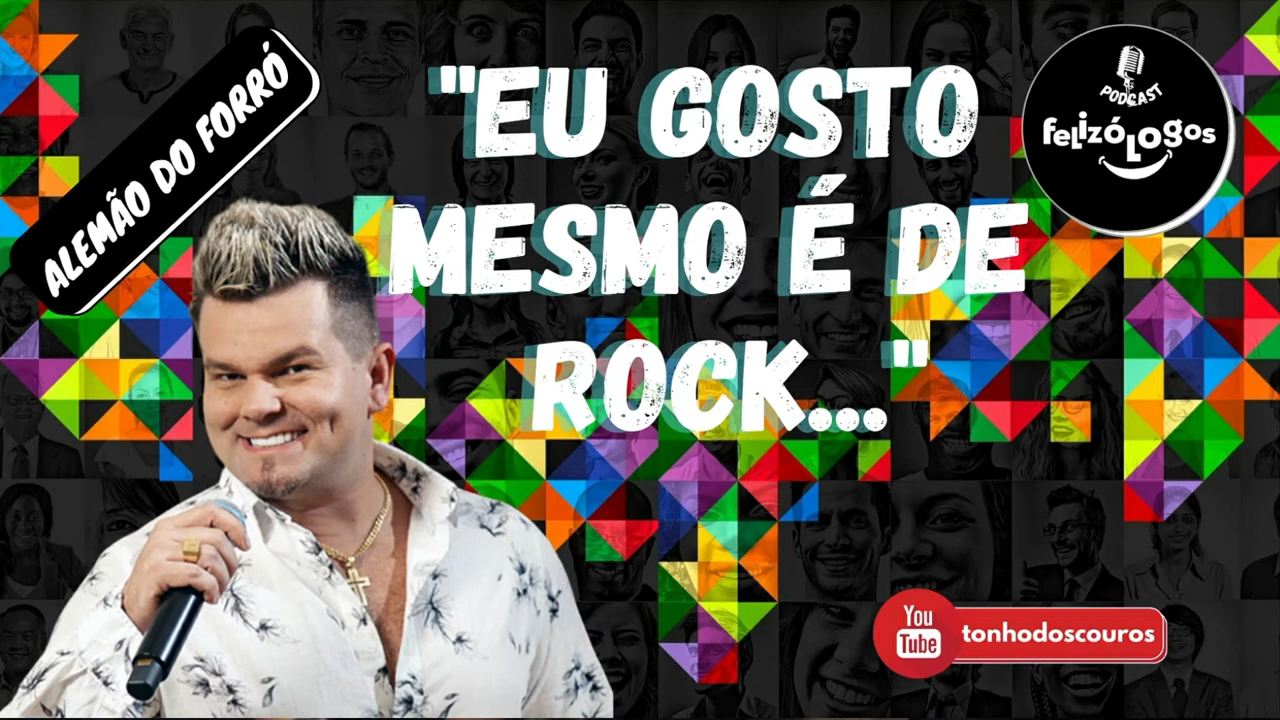 ALEMÃO DO FORRÓ
"EU GOSTO
MESMO É DE
ROCK... "
PODCAST
felizólogos
You
Tube
tonhodoscouros